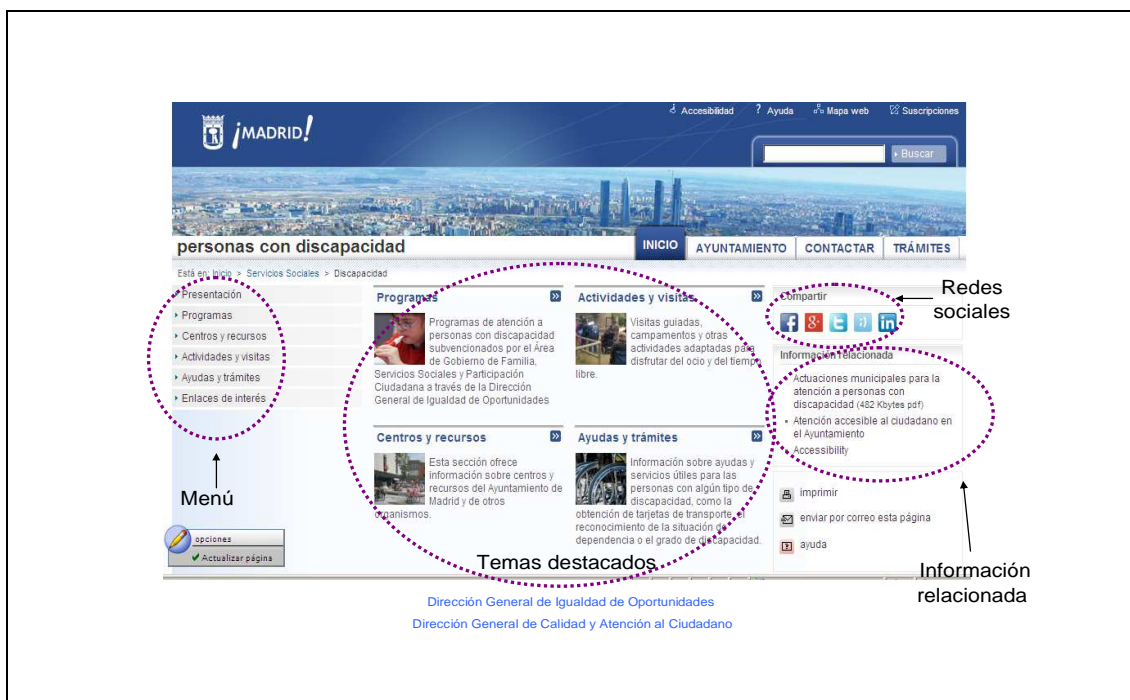 Accesibilidad
? Ayuda
Mapa web
Suscripciones
¡MADRID!
Buscar
personas con discapacidad
INICIO
AYUNTAMIENTO
CONTACTAR
TRÁMITES
Está en: Inicio > Servicios Sociales > Discapacidad
Presentación
Programas
Centros y recursos
Actividades y visitas
Ayudas y trámites
Enlaces de interés
Menú
opciones
Actualizar página
Programas
Programas de atención a
personas con discapacidad
subvencionados por el Área
de Gobierno de Familia,
Servicios Sociales y Participación
Ciudadana a través de la Dirección
General de Igualdad de Oportunidades
Actividades y visitas
Visitas guiadas,
campamentos y otras
actividades adaptadas para
disfrutar del ocio y del tiempo
libre.
Centros y recursos
Esta sección ofrece
información sobre centros y
recursos del Ayuntamiento de
Madrid y de otros
organismos.
Ayudas y trámites
Información sobre ayudas y
servicios útiles para las
personas con algún tipo de
discapacidad, como la
obtención de tarjetas de transporte, el
reconocimiento de la situación de
dependencia o el grado de discapacidad.
Temas destacados
Compartir
Redes
sociales
Información relacionada
Actuaciones municipales para la
atención a personas con
discapacidad (482 Kbytes pdf)
Atención accesible al ciudadano en
el Ayuntamiento
Accessibility
imprimir
enviar por correo esta página
ayuda
Información
relacionada
Dirección General de Igualdad de Oportunidades
Dirección General de Calidad y Atención al Ciudadano